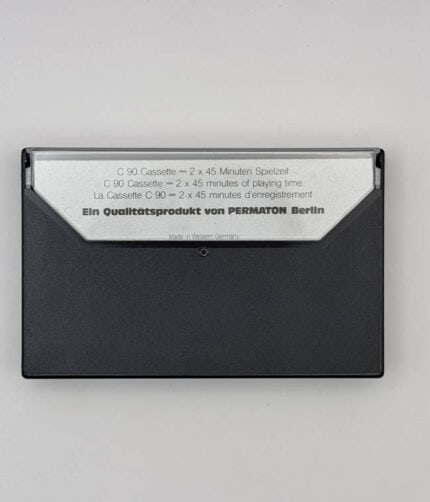 C 90 Cassette = 2 x 45 Minuten Spielzeit
C 90 Cassette = 2 x 45 minutes of playing time
La Cassette C 90 = 2 x 45 minutes d'enregistrement
Ein Qualitätsprodukt von PERMATON Berlin
Made in Western Germany